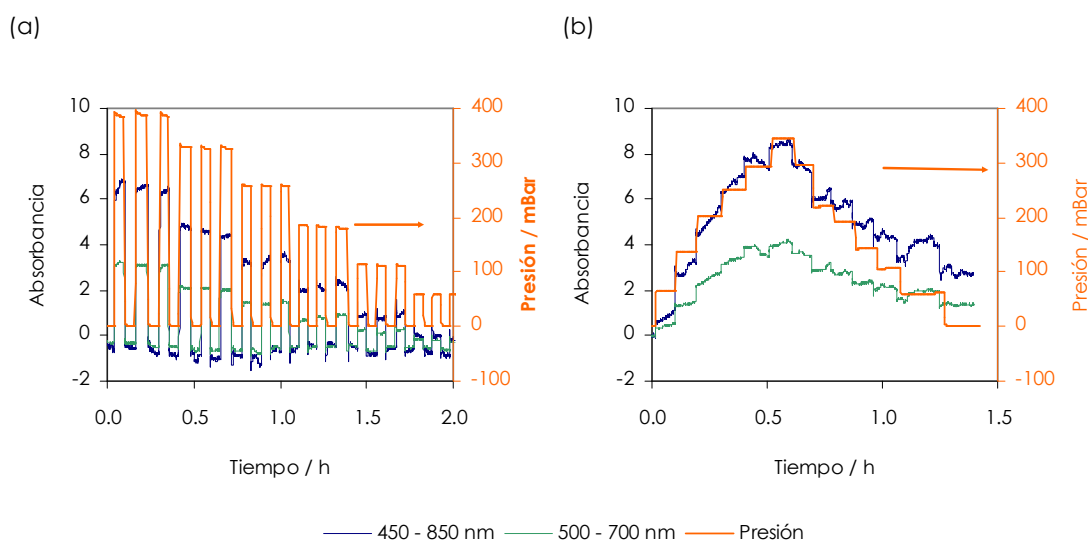 (a)
(b)
10
8
6
4
2
0
-2
Absorbancia
400
300
200
100
0
-100
Presión / mBar
0.0 0.5 1.0 1.5 2.0
Tiempo / h
10
8
6
4
2
0
-2
Absorbancia
400
300
200
100
0
-100
Presión / mBar
0.0 0.5 1.0 1.5
Tiempo / h
450 - 850 nm 500 - 700 nm Presión